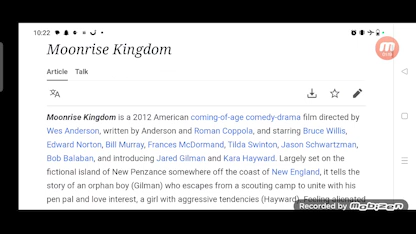 10:22
Moonrise Kingdom
Article Talk
Moonrise Kingdom is a 2012 American coming-of-age comedy-drama film directed by
Wes Anderson, written by Anderson and Roman Coppola, and starring Bruce Willis,
Edward Norton, Bill Murray, Frances McDormand, Tilda Swinton, Jason Schwartzman,
Bob Balaban, and introducing Jared Gilman and Kara Hayward. Largely set on the
fictional island of New Penzance somewhere off the coast of New England, it tells the
story of an orphan boy (Gilman) who escapes from a scouting camp to unite with his
pen pal and love interest, a girl with aggressive tendencies (Hayward). Feeling alienated
Recorded by MOBIZEN